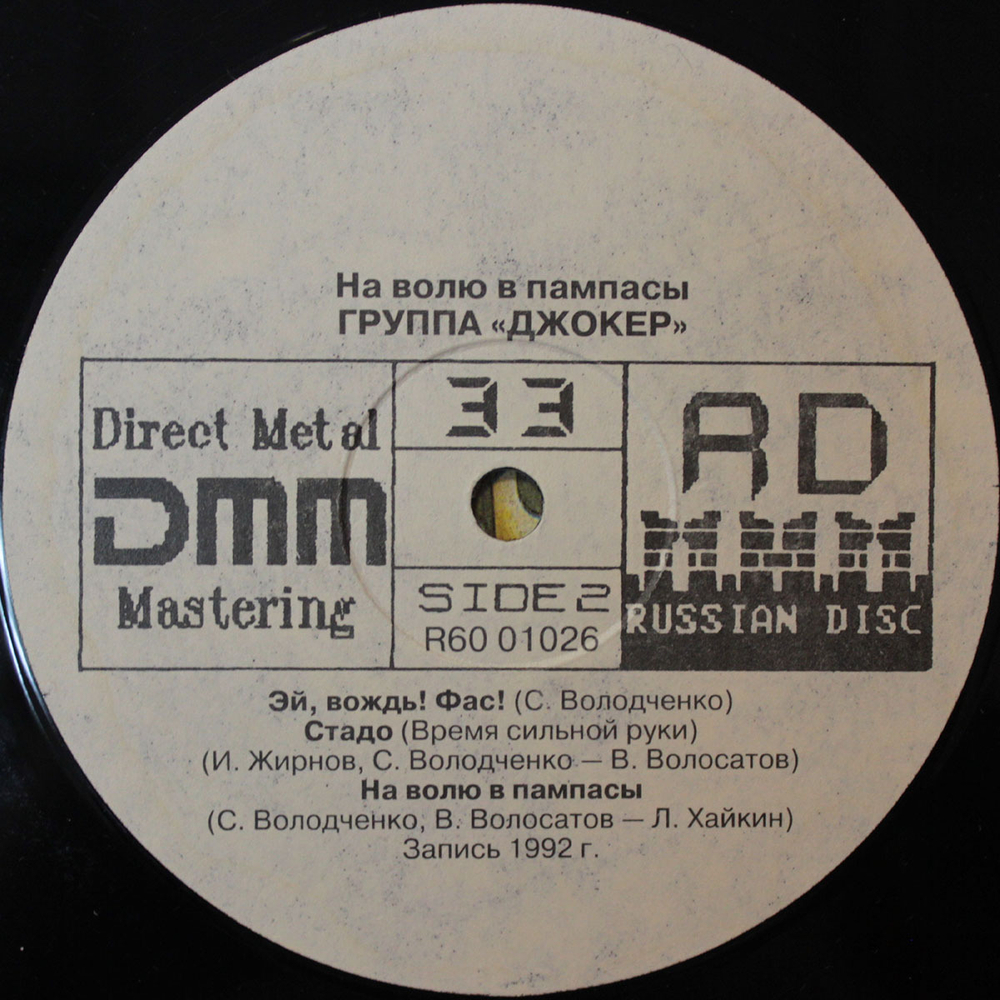 На волю в пампасы
ГРУППА «ДЖОКЕР»
Direct Metal
DMM
Mastering
33
SIDE 2
R60 01026
RD
RUSSIAN DISC
Эй, вождь! Фас! (С. Володченко)
Стадо (Время сильной руки)
(И. Жирнов, С. Володченко — В. Волосатов)
На волю в пампасы
(С. Володченко, В. Волосатов — Л. Хайкин)
Запись 1992 г.